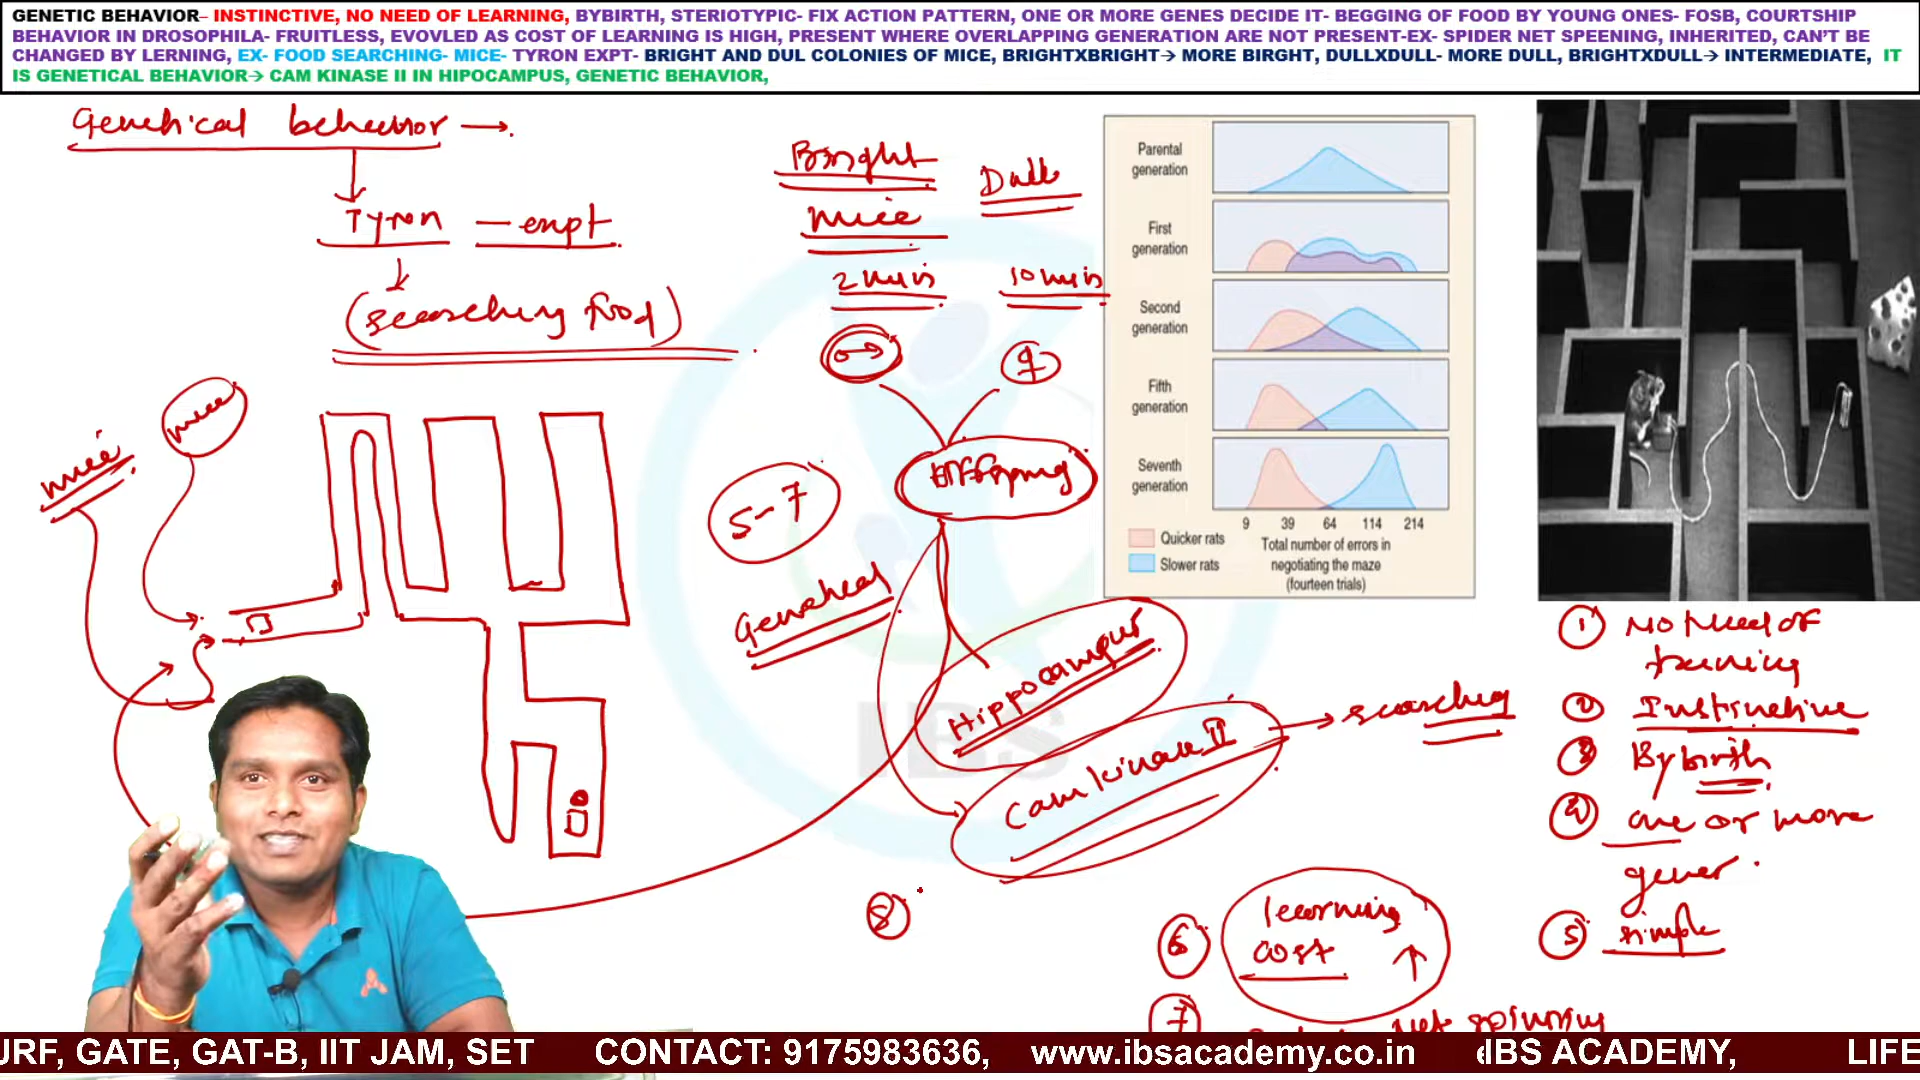 GENETIC BEHAVIOR– INSTINCTIVE, NO NEED OF LEARNING, BYBIRTH, STERIOTYPIC- FIX ACTION PATTERN, ONE OR MORE GENES DECIDE IT- BEGGING OF FOOD BY YOUNG ONES- FOSB, COURTSHIP
BEHAVIOR IN DROSOPHILA- FRUITLESS, EVOVLED AS COST OF LEARNING IS HIGH, PRESENT WHERE OVERLAPPING GENERATION ARE NOT PRESENT-EX- SPIDER NET SPEENING, INHERITED, CAN'T BE
CHANGED BY LERNING, EX- FOOD SEARCHING- MICE- TYRON EXPT- BRIGHT AND DUL COLONIES OF MICE, BRIGHTXBRIGHT→ MORE BIRGHT, DULLXDULL- MORE DULL, BRIGHTXDULL→ INTERMEDIATE, IT
IS GENETICAL BEHAVIOR→ CAM KINASE II IN HIPOCAMPUS, GENETIC BEHAVIOR,
Genetical behavior →
Tyron – expt
(searching food)
mice
mice
Bright
Dull
mice
2 min
10 min
offspring
5-7
Genetical
Hippocampus
Cam kinase II → searching
Parental
generation
First
generation
Second
generation
Fifth
generation
Seventh
generation
9 39 64 114 214
Quicker rats
Slower rats
Total number of errors in
negotiating the maze
(fourteen trials)
IBS
① No need of
training
② Instinctive
③ By birth
④ one or more
genes
⑤ simple
⑥ learning
cost ↑
⑦ net spinning
⑧
JRF, GATE, GAT-B, IIT JAM, SET CONTACT: 9175983636, www.ibsacademy.co.in IBS ACADEMY, LIFE